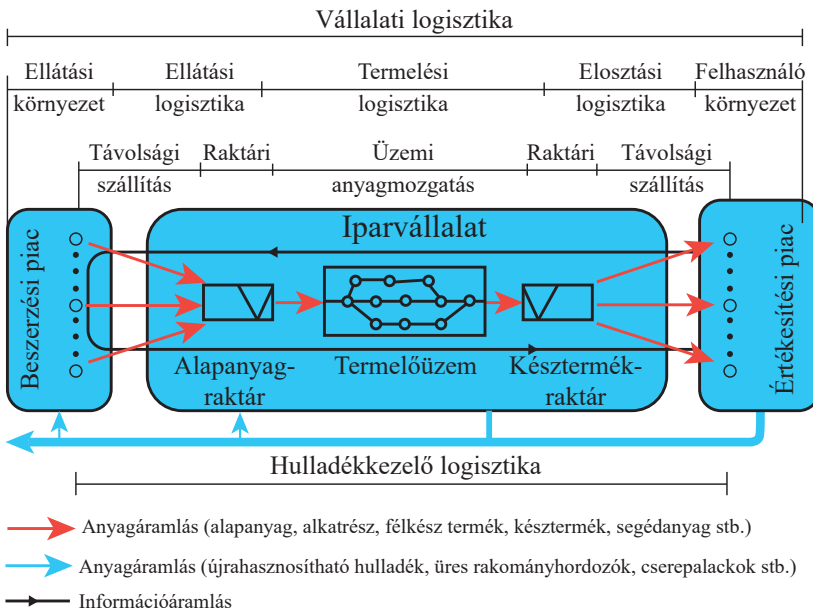 Vállalati logisztika
Ellátási Ellátási Termelési Elosztási Felhasználó
környezet logisztika logisztika logisztika környezet
Távolsági Raktári Üzemi Raktári Távolsági
szállítás anyagmozgatás szállítás
Iparvállalat
Beszerzési piac
Értékesítési piac
Alapanyag- Termelőüzem Késztermék-
raktár raktár
Hulladékkezelő logisztika
Anyagáramlás (alapanyag, alkatrész, félkész termék, késztermék, segédanyag stb.)
Anyagáramlás (újrahasznosítható hulladék, üres rakományhordozók, cserepalackok stb.)
Információáramlás